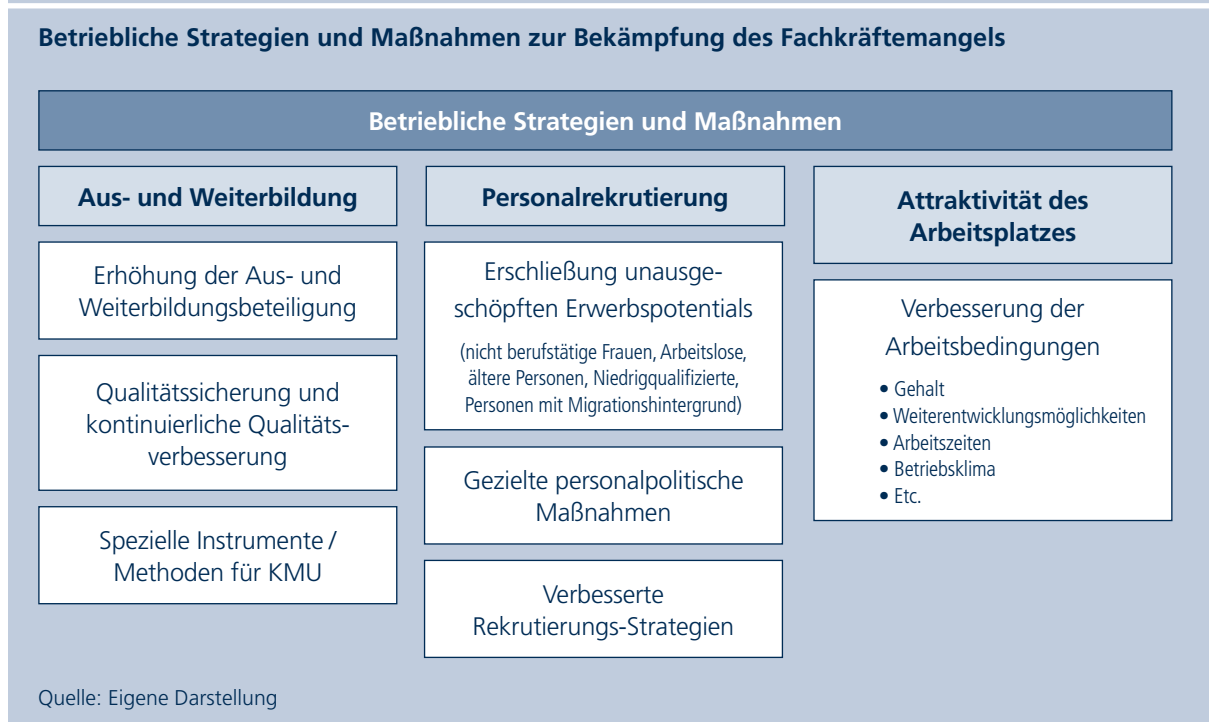 Betriebliche Strategien und Maßnahmen zur Bekämpfung des Fachkräftemangels
Betriebliche Strategien und Maßnahmen
Aus- und Weiterbildung
Erhöhung der Aus- und
Weiterbildungsbeteiligung
Qualitätssicherung und
kontinuierliche Qualitäts-
verbesserung
Spezielle Instrumente /
Methoden für KMU
Personalrekrutierung
Erschließung unausge-
schöpften Erwerbspotentials
(nicht berufstätige Frauen, Arbeitslose,
ältere Personen, Niedrigqualifizierte,
Personen mit Migrationshintergrund)
Gezielte personalpolitische
Maßnahmen
Verbesserte
Rekrutierungs-Strategien
Attraktivität des
Arbeitsplatzes
Verbesserung der
Arbeitsbedingungen
• Gehalt
• Weiterentwicklungsmöglichkeiten
• Arbeitszeiten
• Betriebsklima
• Etc.
Quelle: Eigene Darstellung